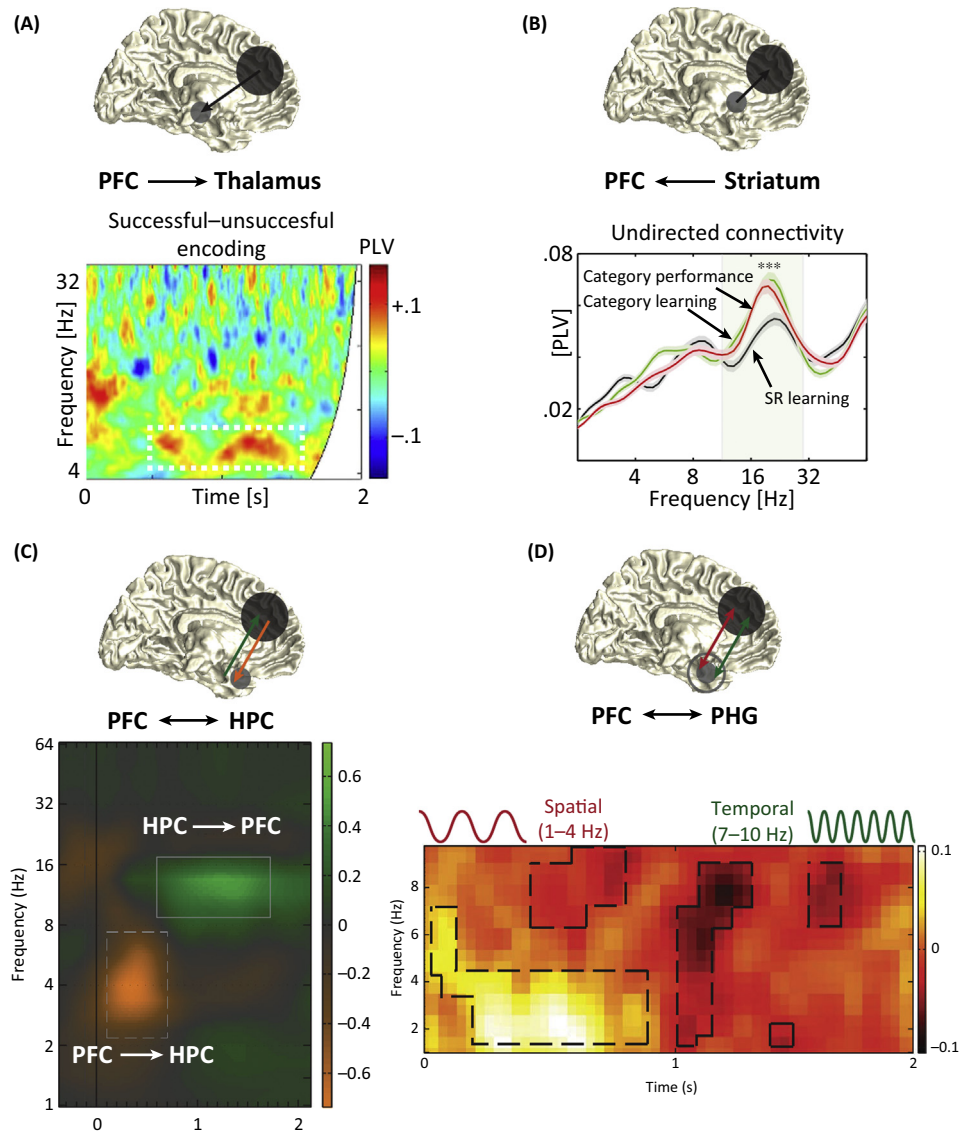 (A)
PFC → Thalamus
Successful–unsuccesful
encoding
PLV
32
+.1
Frequency [Hz]
–.1
4
0
2
Time [s]
(B)
PFC ← Striatum
Undirected connectivity
.08
***
Category performance
Category learning
[PLV]
SR learning
.02
4 8 16 32
Frequency [Hz]
(C)
PFC ↔ HPC
64
32
16
8
4
2
1
Frequency (Hz)
HPC → PFC
PFC → HPC
0.6
0.4
0.2
0
−0.2
−0.4
−0.6
0 1 2
(D)
PFC ↔ PHG
Spatial
(1–4 Hz)
Temporal
(7–10 Hz)
8
6
4
2
Frequency (Hz)
0.1
0
−0.1
0 1 2
Time (s)